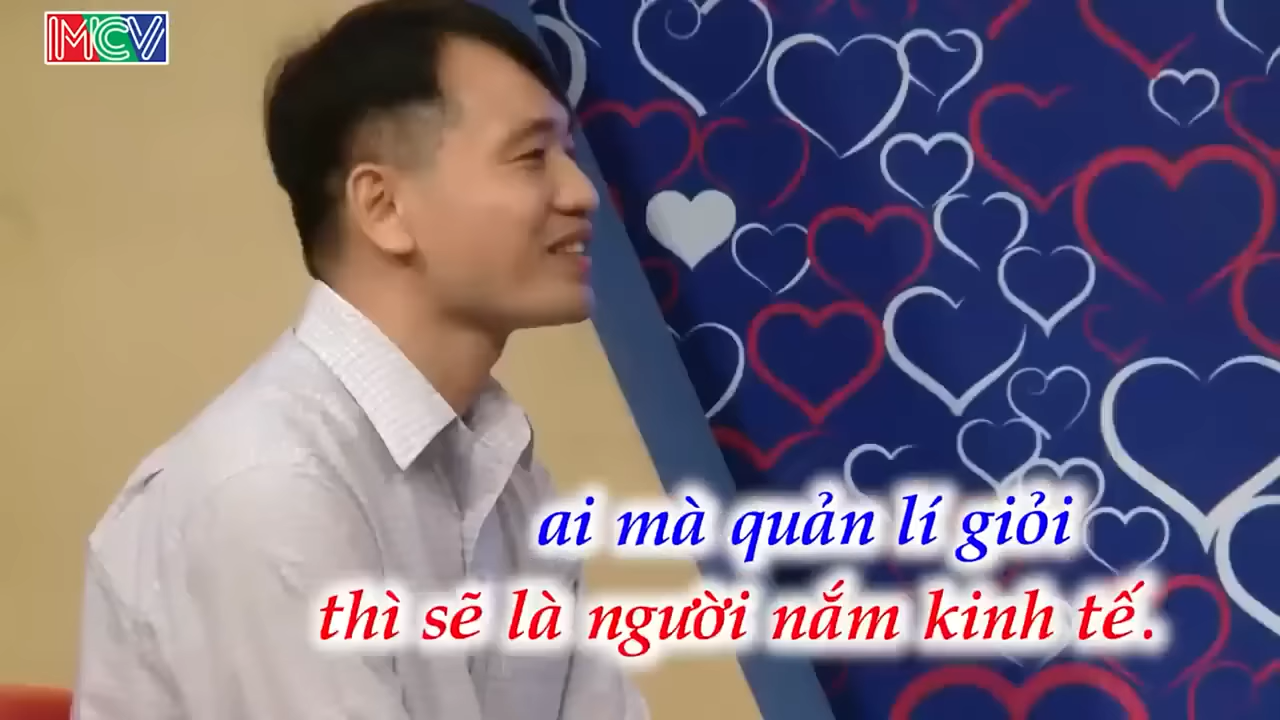 MCV
ai mà quản lí giỏi
thì sẽ là người nắm kinh tế.